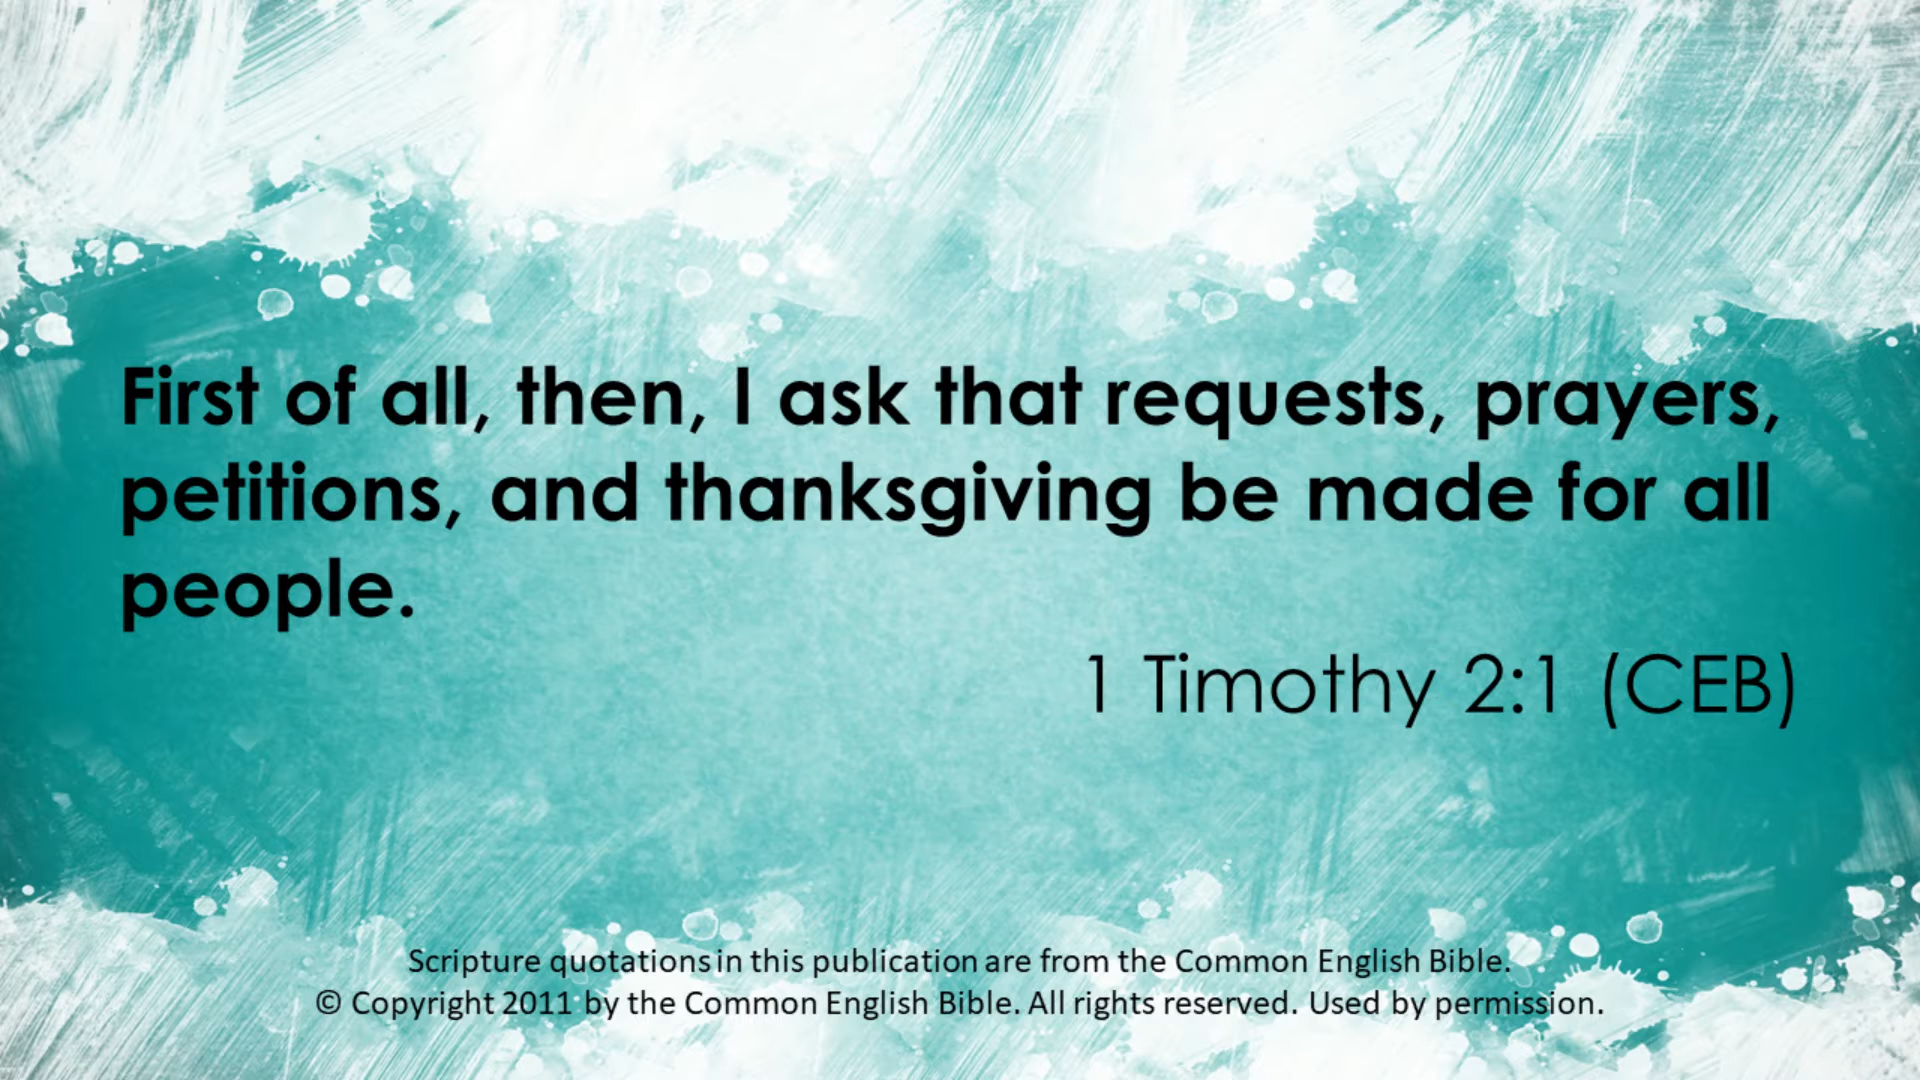 First of all, then, I ask that requests, prayers,
petitions, and thanksgiving be made for all
people.
1 Timothy 2:1 (CEB)
Scripture quotations in this publication are from the Common English Bible.
© Copyright 2011 by the Common English Bible. All rights reserved. Used by permission.